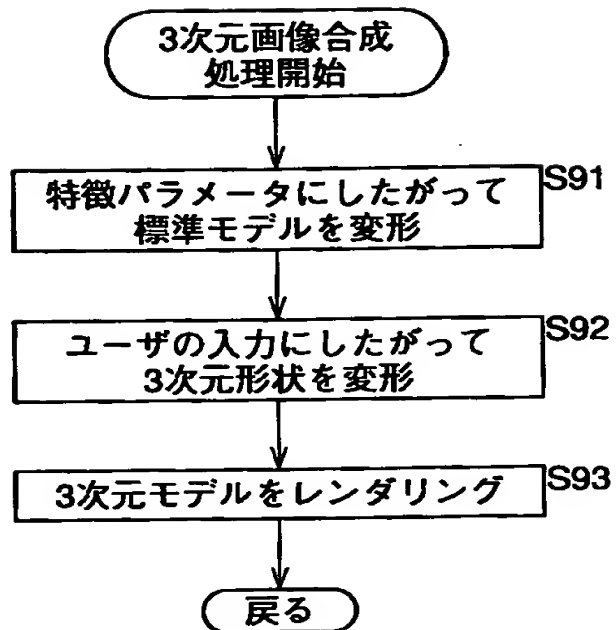 3次元画像合成
処理開始
S91
特徴パラメータにしたがって
標準モデルを変形
S92
ユーザの入力にしたがって
3次元形状を変形
S93
3次元モデルをレンダリング
戻る